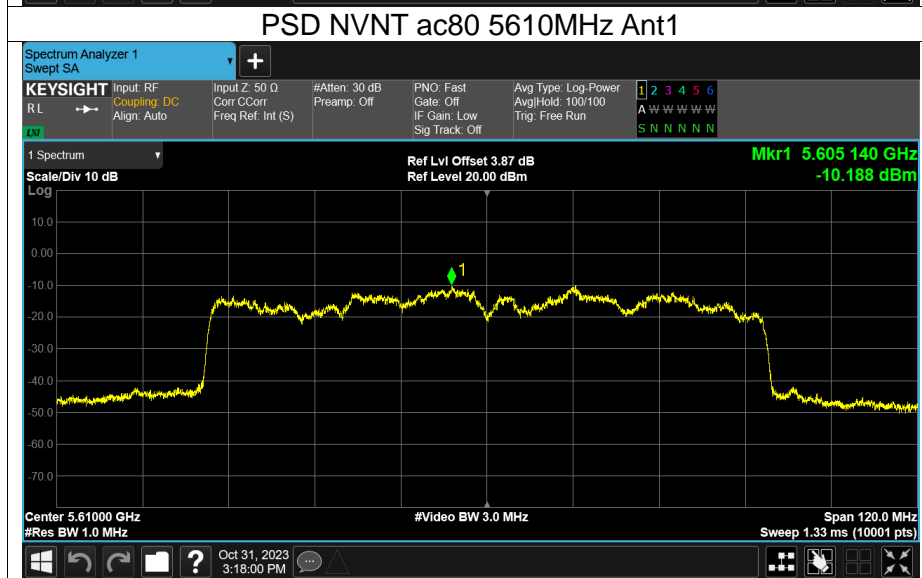 PSD NVNT ac80 5610MHz Ant1
Spectrum Analyzer 1
Swept SA
+
KEYSIGHT Input: RF Input Z: 50 Ω #Atten: 30 dB PNO: Fast Avg Type: Log-Power 1 2 3 4 5 6
RL Coupling: DC Corr CCorr Preamp: Off Gate: Off Avg|Hold: 100/100 A W W W W W
Align: Auto Freq Ref: Int (S) IF Gain: Low Trig: Free Run
LXI Sig Track: Off S N N N N N
1 Spectrum Ref Lvl Offset 3.87 dB Mkr1 5.605 140 GHz
Scale/Div 10 dB Ref Level 20.00 dBm -10.188 dBm
Log
10.0
0.00
1
-10.0
-20.0
-30.0
-40.0
-50.0
-60.0
-70.0
Center 5.61000 GHz #Video BW 3.0 MHz Span 120.0 MHz
#Res BW 1.0 MHz Sweep 1.33 ms (10001 pts)
? Oct 31, 2023
3:18:00 PM